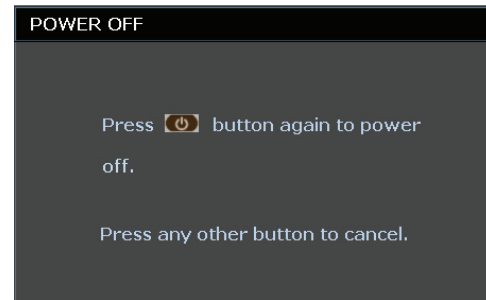 POWER OFF
Press button again to power
off.
Press any other button to cancel.